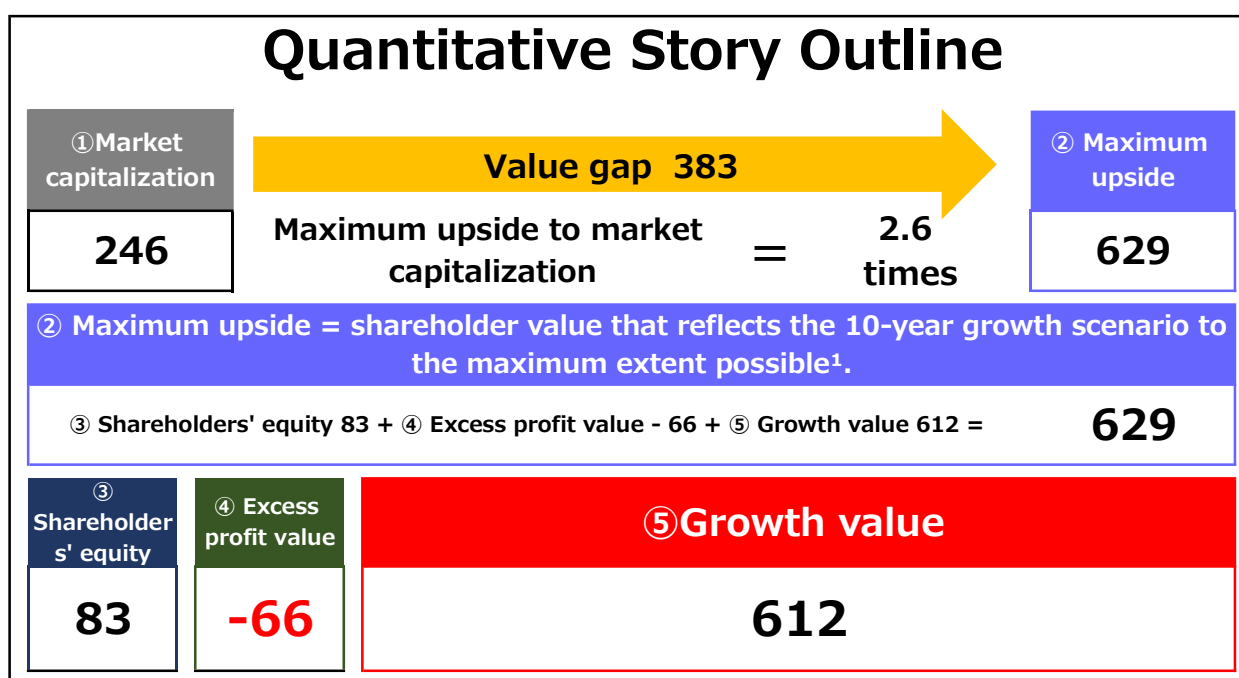 Quantitative Story Outline
①Market
capitalization
246
Value gap 383
Maximum upside to market
capitalization
=
2.6
times
② Maximum
upside
629
② Maximum upside = shareholder value that reflects the 10-year growth scenario to
the maximum extent possible¹.
③ Shareholders' equity 83 + ④ Excess profit value - 66 + ⑤ Growth value 612 =
629
③
Shareholder
s' equity
83
④ Excess
profit value
-66
⑤Growth value
612